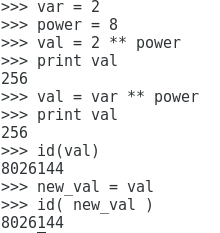 >>> var = 2
>>> power = 8
>>> val = 2 ** power
>>> print val
256
>>> val = var ** power
>>> print val
256
>>> id(val)
8026144
>>> new_val = val
>>> id( new_val )
8026144